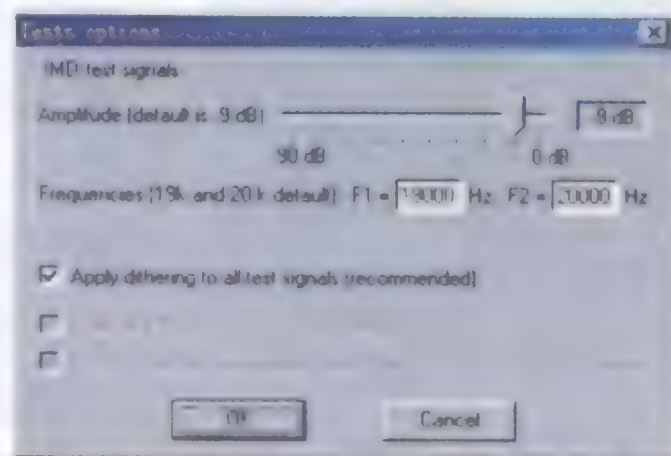 Tests options
IMD test signals
Amplitude (default is 9 dB) 9 dB
90 dB 0 dB
Frequencies (19k and 20 k default) F1 = 19000 Hz F2 = 20000 Hz
Apply dithering to all test signals (recommended)
Cancel